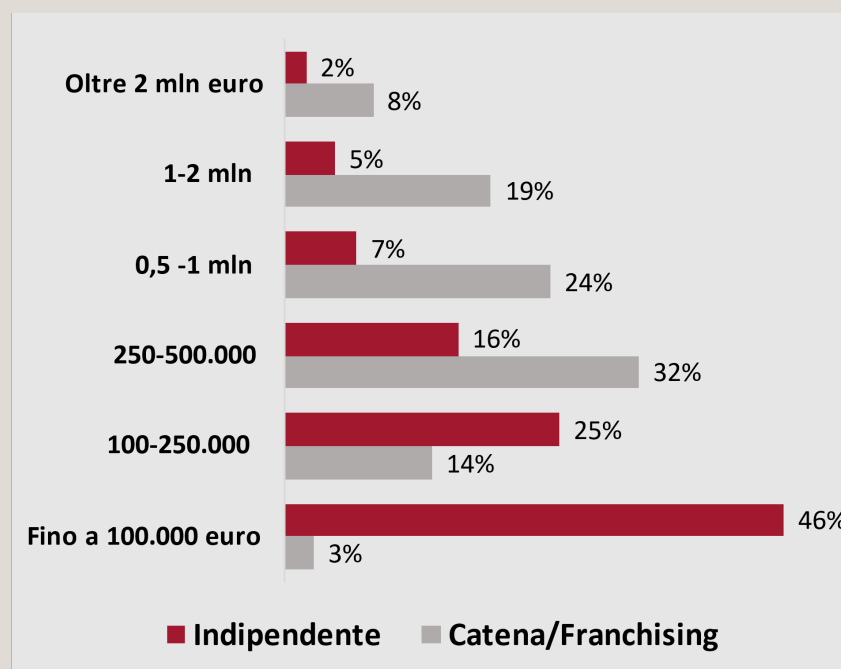 Oltre 2 mln euro
2%
8%
1-2 mln
5%
19%
0,5 -1 mln
7%
24%
250-500.000
16%
32%
100-250.000
25%
14%
Fino a 100.000 euro
46%
3%
Indipendente
Catena/Franchising